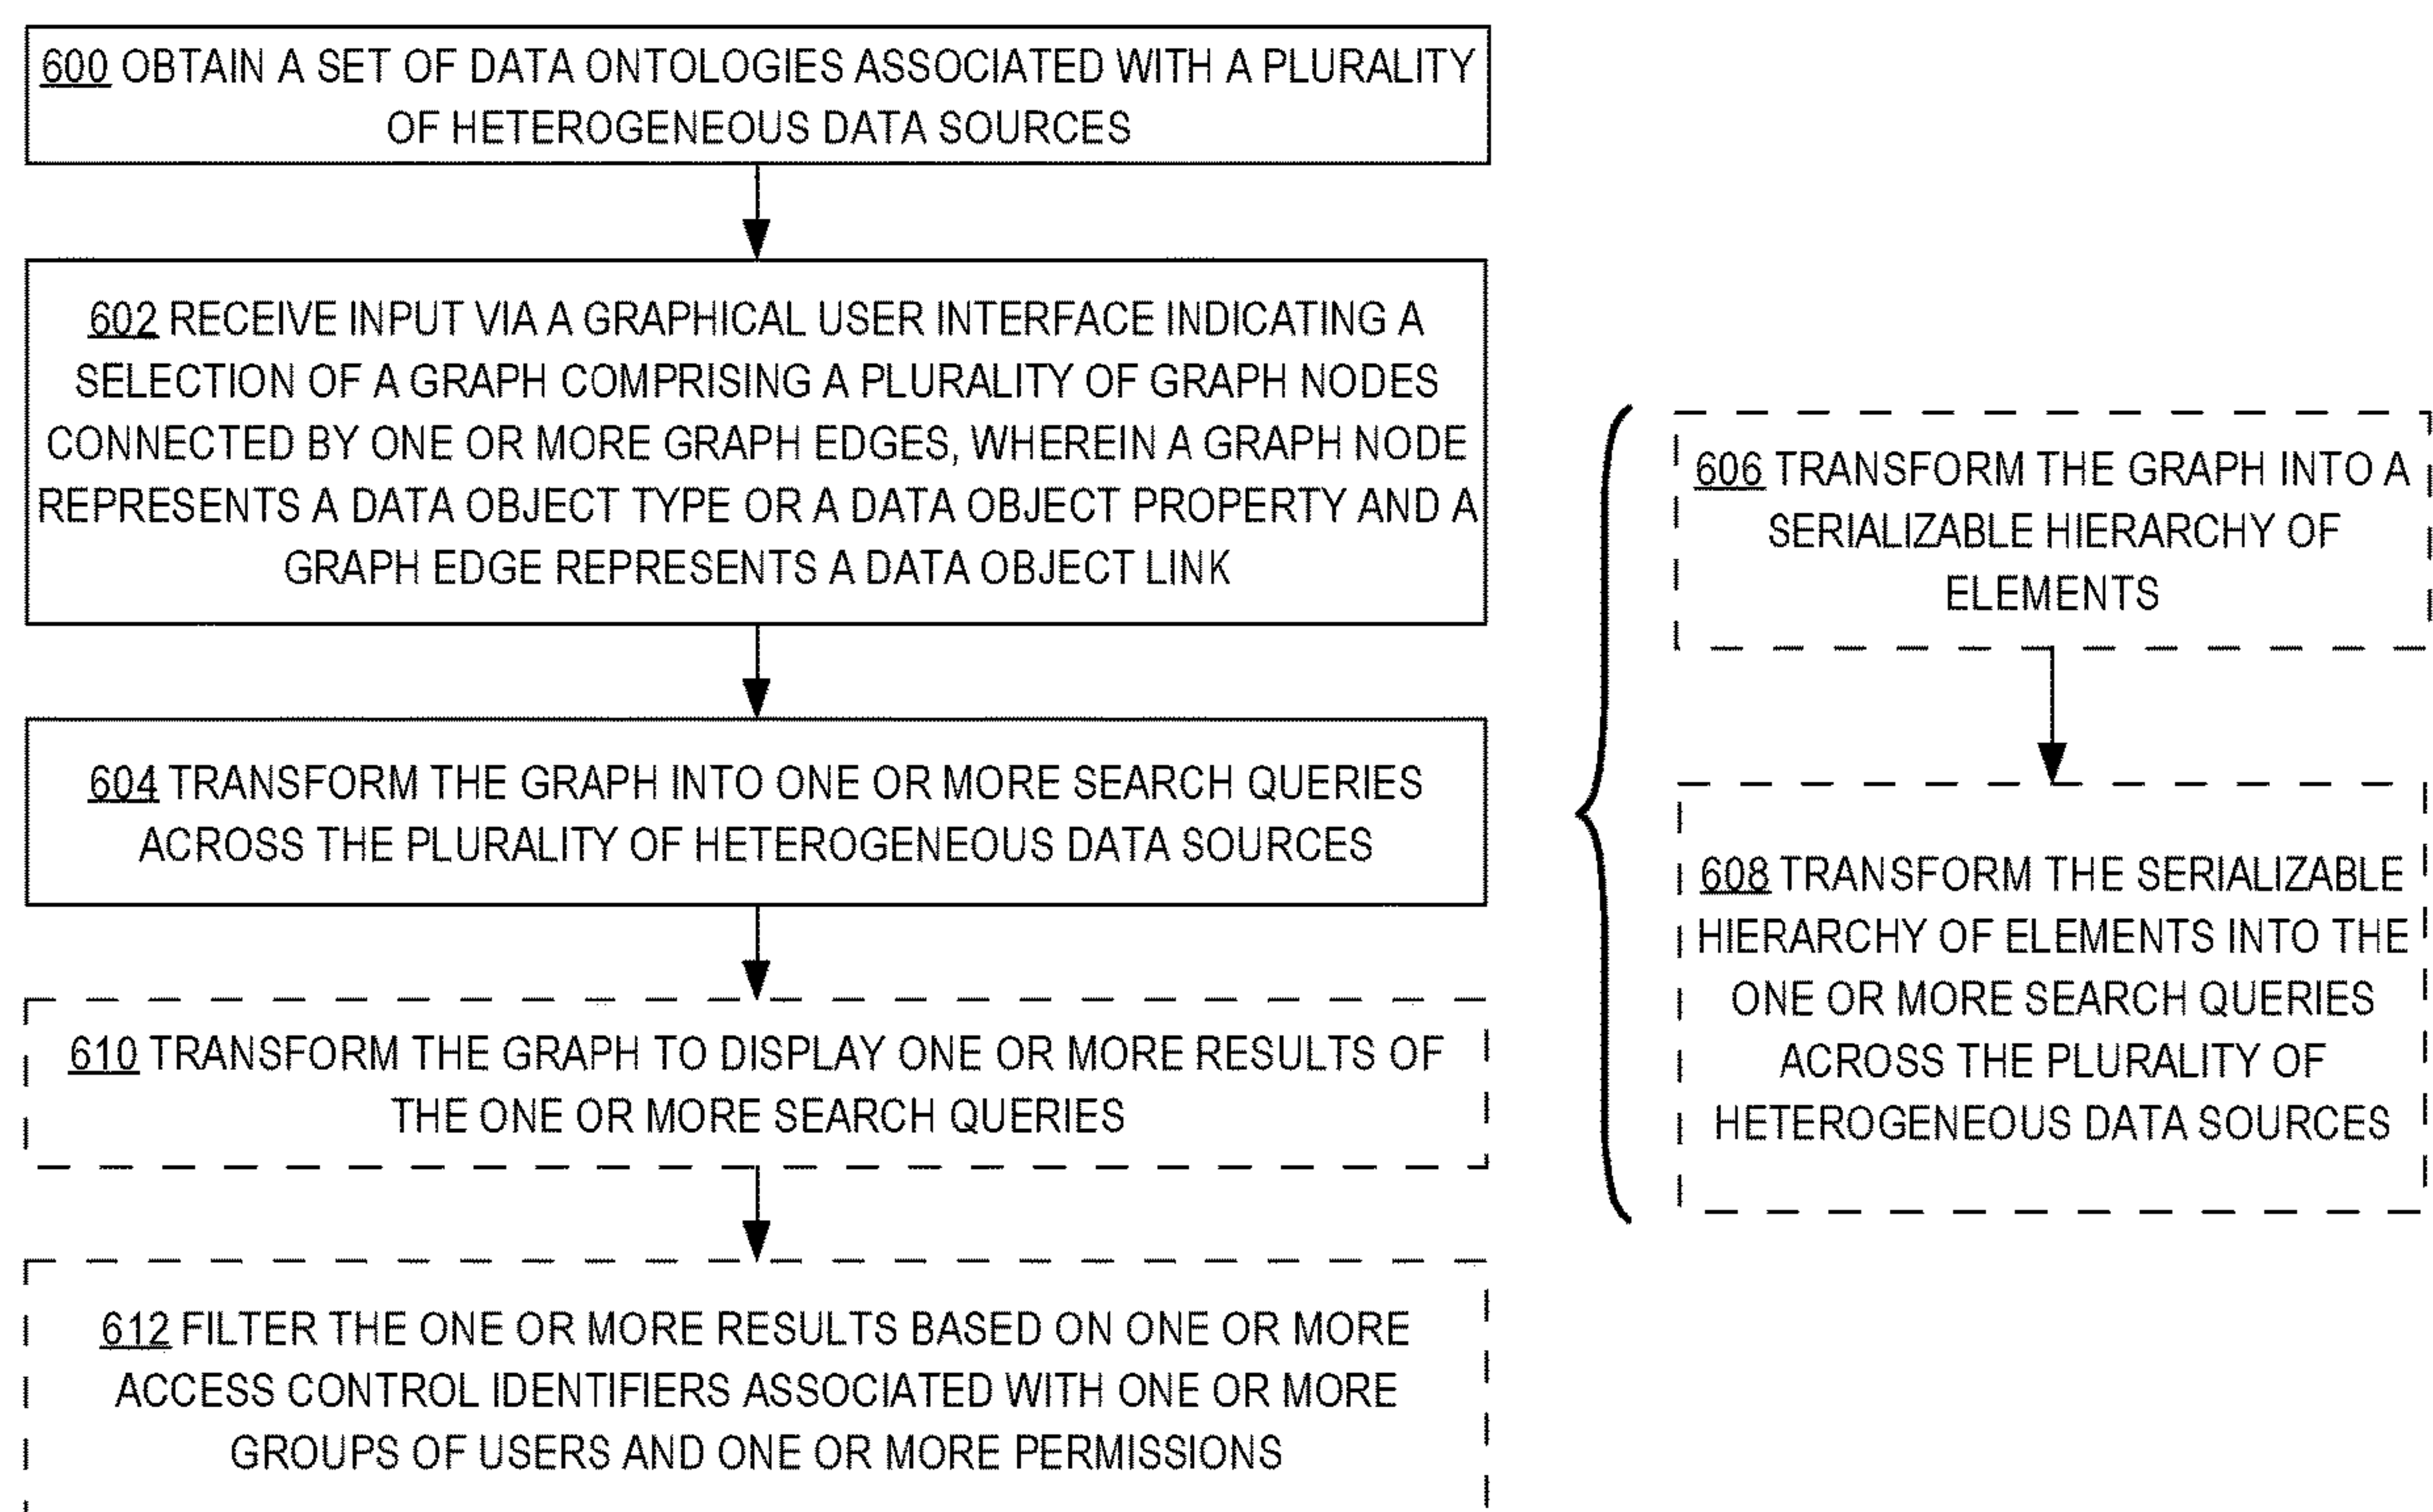 600 OBTAIN A SET OF DATA ONTOLOGIES ASSOCIATED WITH A PLURALITY
OF HETEROGENEOUS DATA SOURCES
602 RECEIVE INPUT VIA A GRAPHICAL USER INTERFACE INDICATING A
SELECTION OF A GRAPH COMPRISING A PLURALITY OF GRAPH NODES
CONNECTED BY ONE OR MORE GRAPH EDGES, WHEREIN A GRAPH NODE
REPRESENTS A DATA OBJECT TYPE OR A DATA OBJECT PROPERTY AND A
GRAPH EDGE REPRESENTS A DATA OBJECT LINK
604 TRANSFORM THE GRAPH INTO ONE OR MORE SEARCH QUERIES
ACROSS THE PLURALITY OF HETEROGENEOUS DATA SOURCES
606 TRANSFORM THE GRAPH INTO A
SERIALIZABLE HIERARCHY OF
ELEMENTS
608 TRANSFORM THE SERIALIZABLE
HIERARCHY OF ELEMENTS INTO THE
ONE OR MORE SEARCH QUERIES
ACROSS THE PLURALITY OF
HETEROGENEOUS DATA SOURCES
610 TRANSFORM THE GRAPH TO DISPLAY ONE OR MORE RESULTS OF
THE ONE OR MORE SEARCH QUERIES
612 FILTER THE ONE OR MORE RESULTS BASED ON ONE OR MORE
ACCESS CONTROL IDENTIFIERS ASSOCIATED WITH ONE OR MORE
GROUPS OF USERS AND ONE OR MORE PERMISSIONS